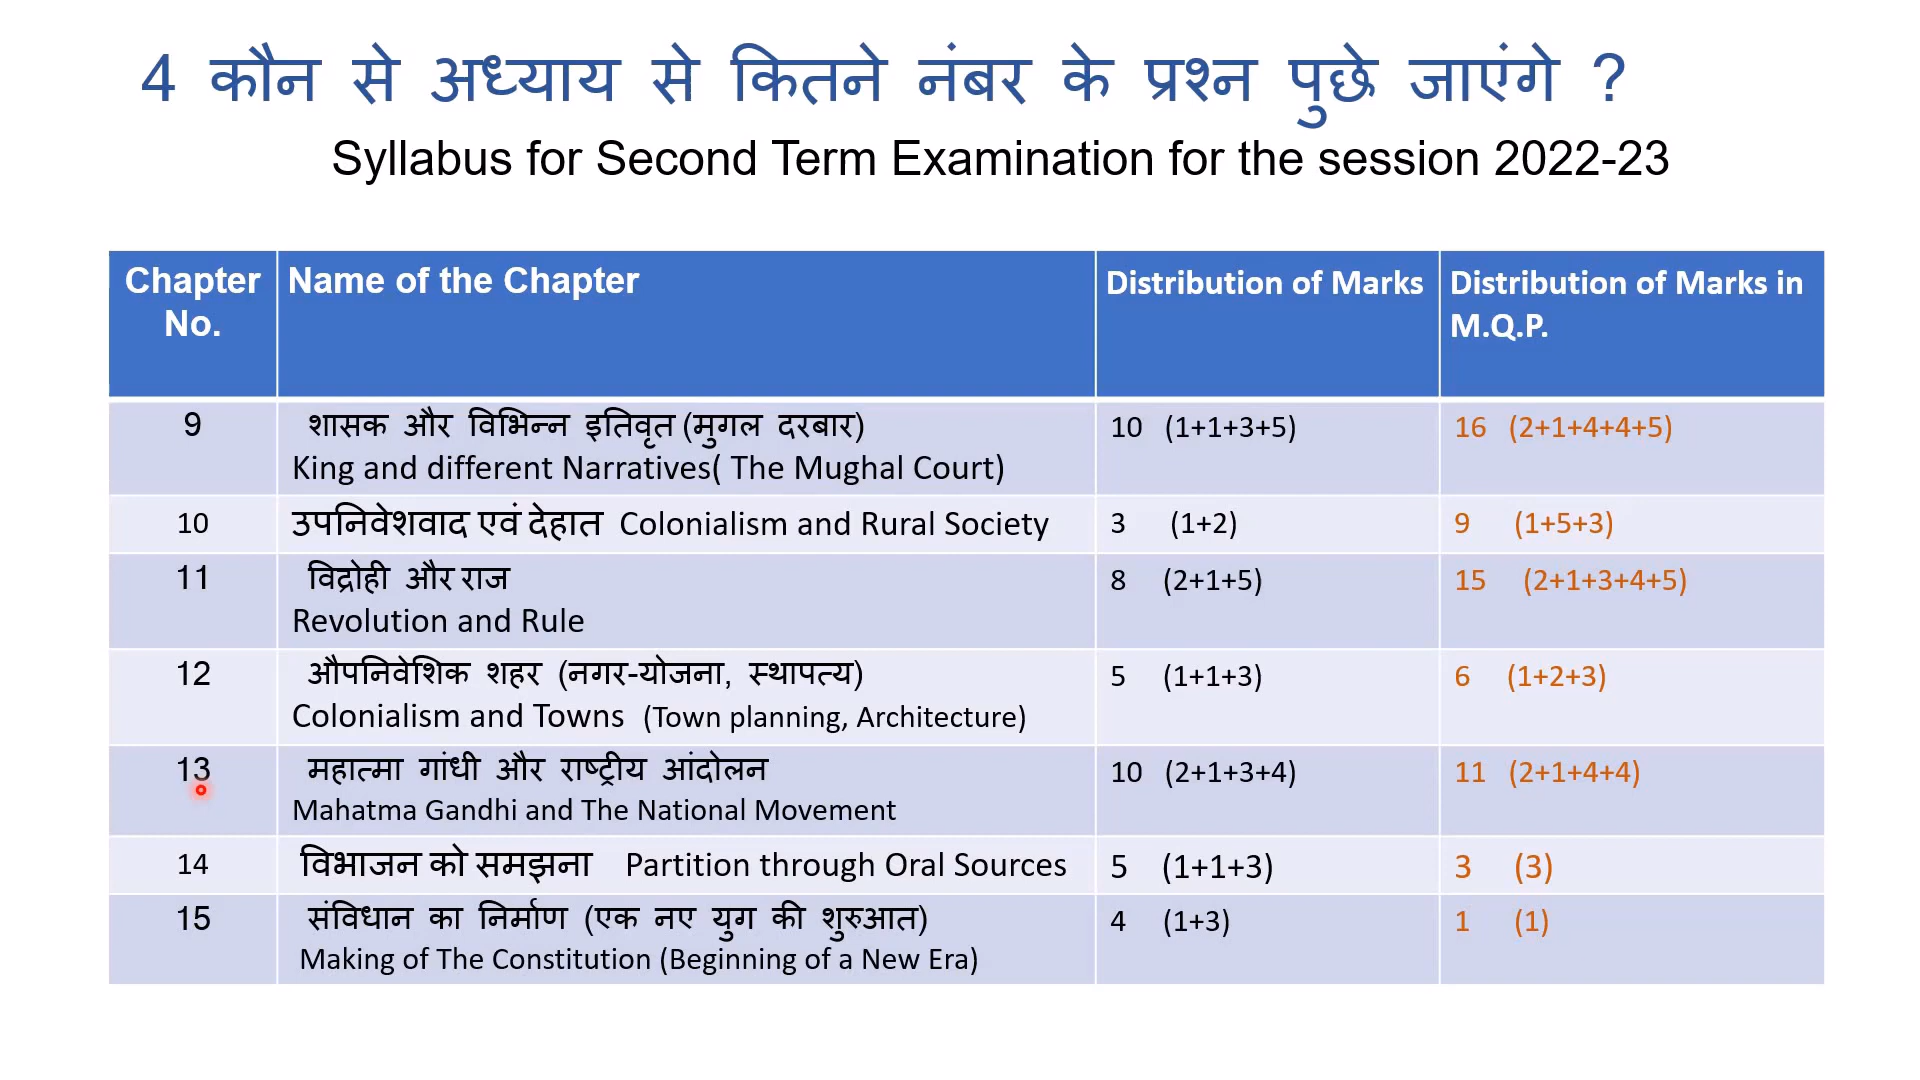 4 कौन से अध्याय से कितने नंबर के प्रश्न पुछे जाएंगे ?
Syllabus for Second Term Examination for the session 2022-23
Chapter No. Name of the Chapter Distribution of Marks Distribution of Marks in M.Q.P.
9 शासक और विभिन्न इतिवृत (मुगल दरबार) 10 (1+1+3+5) 16 (2+1+4+4+5)
King and different Narratives( The Mughal Court)
10 उपनिवेशवाद एवं देहात Colonialism and Rural Society 3 (1+2) 9 (1+5+3)
11 विद्रोही और राज 8 (2+1+5) 15 (2+1+3+4+5)
Revolution and Rule
12 औपनिवेशिक शहर (नगर-योजना, स्थापत्य) 5 (1+1+3) 6 (1+2+3)
Colonialism and Towns (Town planning, Architecture)
13 महात्मा गांधी और राष्ट्रीय आंदोलन 10 (2+1+3+4) 11 (2+1+4+4)
Mahatma Gandhi and The National Movement
14 विभाजन को समझना Partition through Oral Sources 5 (1+1+3) 3 (3)
15 संविधान का निर्माण (एक नए युग की शुरुआत) 4 (1+3) 1 (1)
Making of The Constitution (Beginning of a New Era)